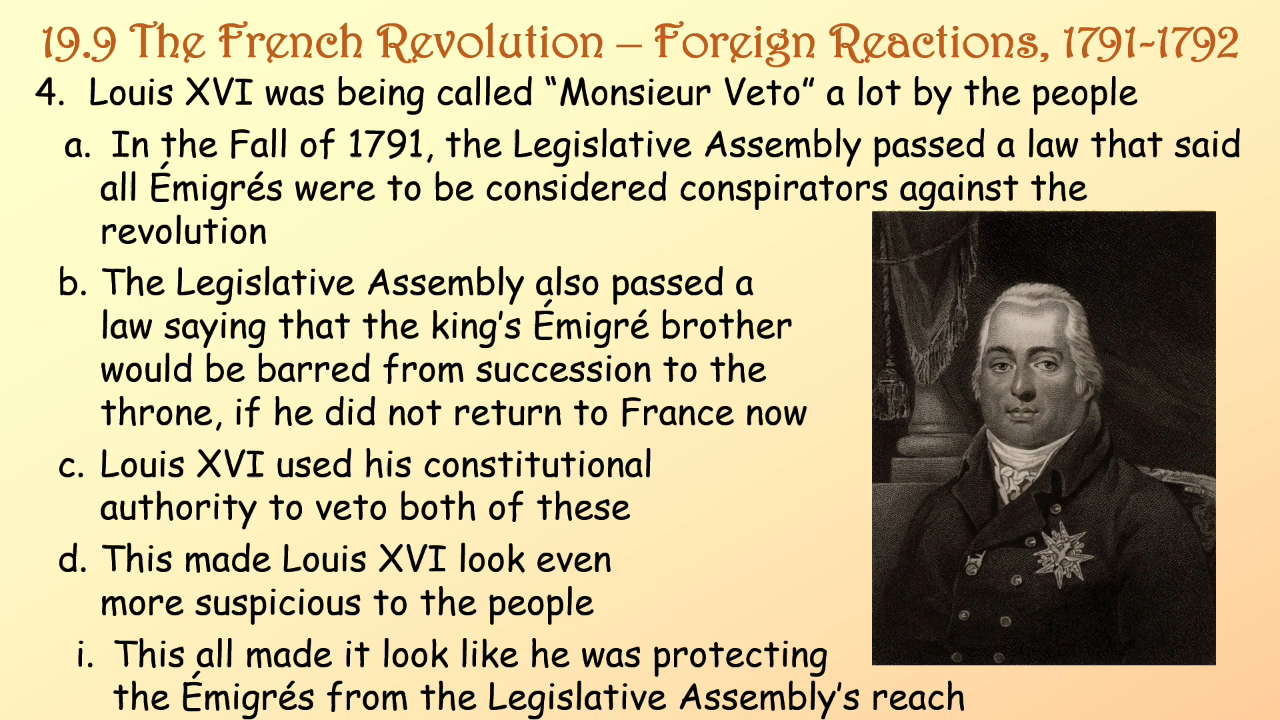 19.9 The French Revolution – Foreign Reactions, 1791-1792
4. Louis XVI was being called “Monsieur Veto” a lot by the people
a. In the Fall of 1791, the Legislative Assembly passed a law that said
all Émigrés were to be considered conspirators against the
revolution
b. The Legislative Assembly also passed a
law saying that the king’s Émigré brother
would be barred from succession to the
throne, if he did not return to France now
c. Louis XVI used his constitutional
authority to veto both of these
d. This made Louis XVI look even
more suspicious to the people
i. This all made it look like he was protecting
the Émigrés from the Legislative Assembly’s reach